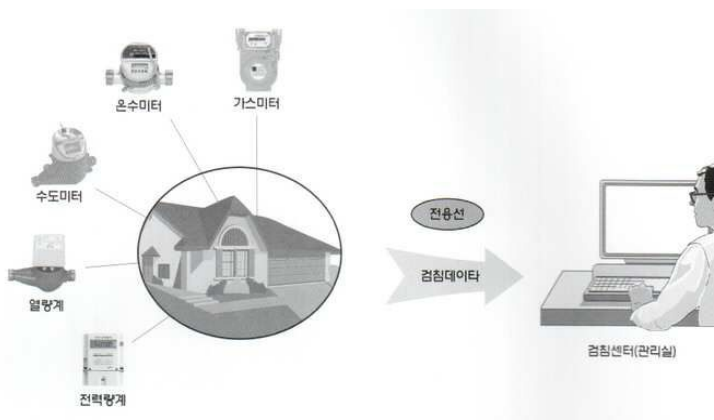 온수미터
가스미터
수도미터
열량계
전력량계
전용선
검침데이타
검침센터(관리실)